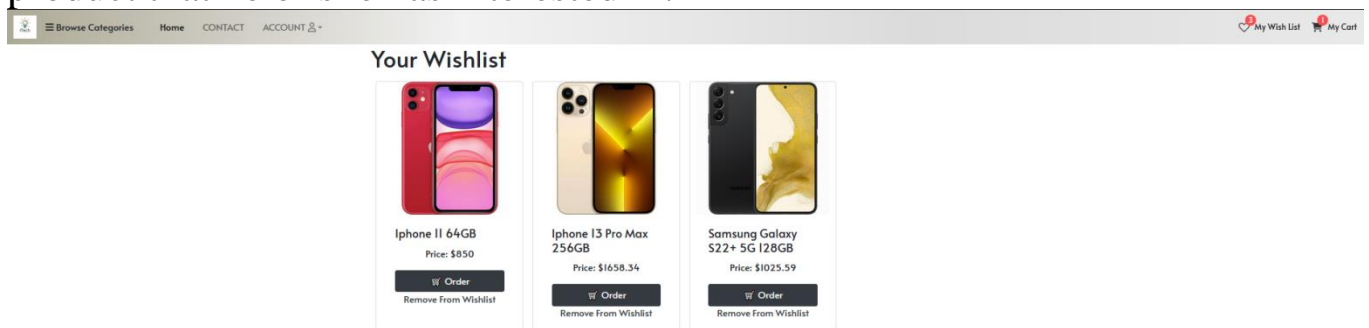 Browse Categories Home CONTACT ACCOUNT 3 My Wish List 1 My Cart
Your Wishlist
Iphone 11 64GB
Price: $850
Order
Remove From Wishlist
Iphone 13 Pro Max
256GB
Price: $1658.34
Order
Remove From Wishlist
Samsung Galaxy
S22+ 5G 128GB
Price: $1025.59
Order
Remove From Wishlist